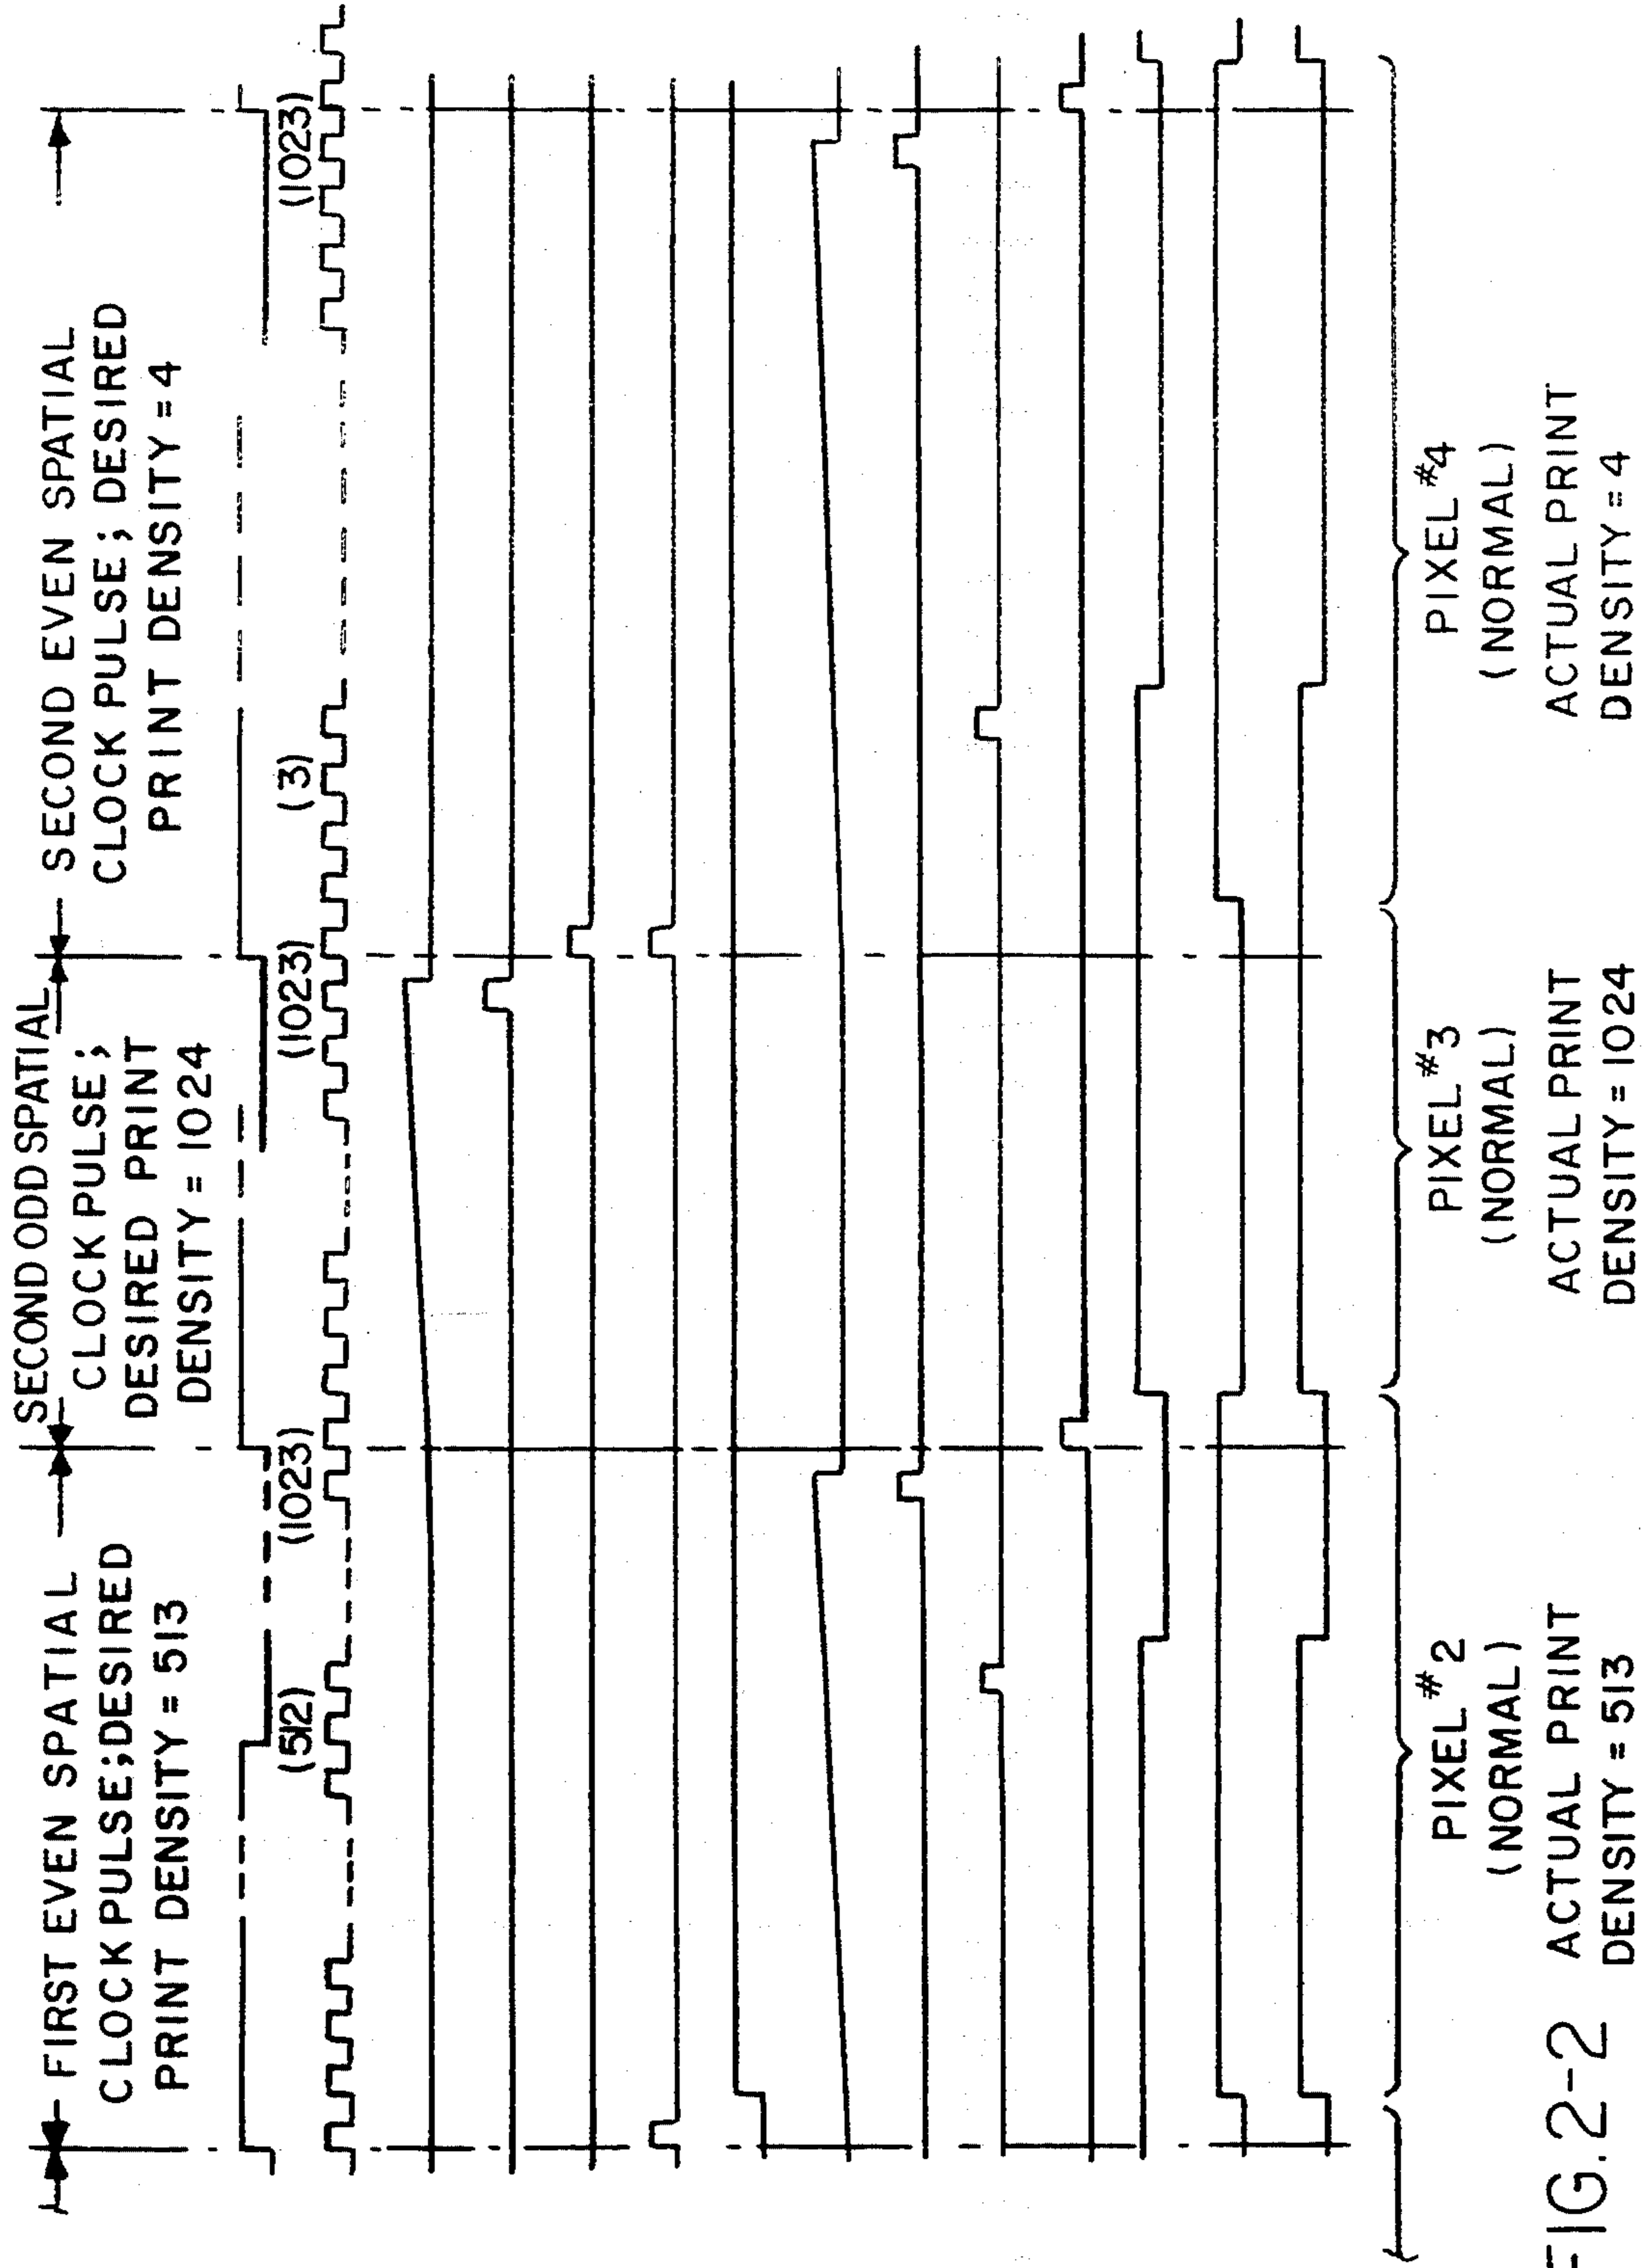 FIRST EVEN SPATIAL
CLOCK PULSE; DESIRED
PRINT DENSITY = 513
SECOND ODD SPATIAL
CLOCK PULSE;
DESIRED PRINT
DENSITY = 1024
SECOND EVEN SPATIAL
CLOCK PULSE; DESIRED
PRINT DENSITY = 4
(512)
(1023)
(1023)
(3)
(1023)
PIXEL #2
(NORMAL)
ACTUAL PRINT
DENSITY = 513
PIXEL #3
(NORMAL)
ACTUAL PRINT
DENSITY = 1024
PIXEL #4
(NORMAL)
ACTUAL PRINT
DENSITY = 4
FIG. 2-2